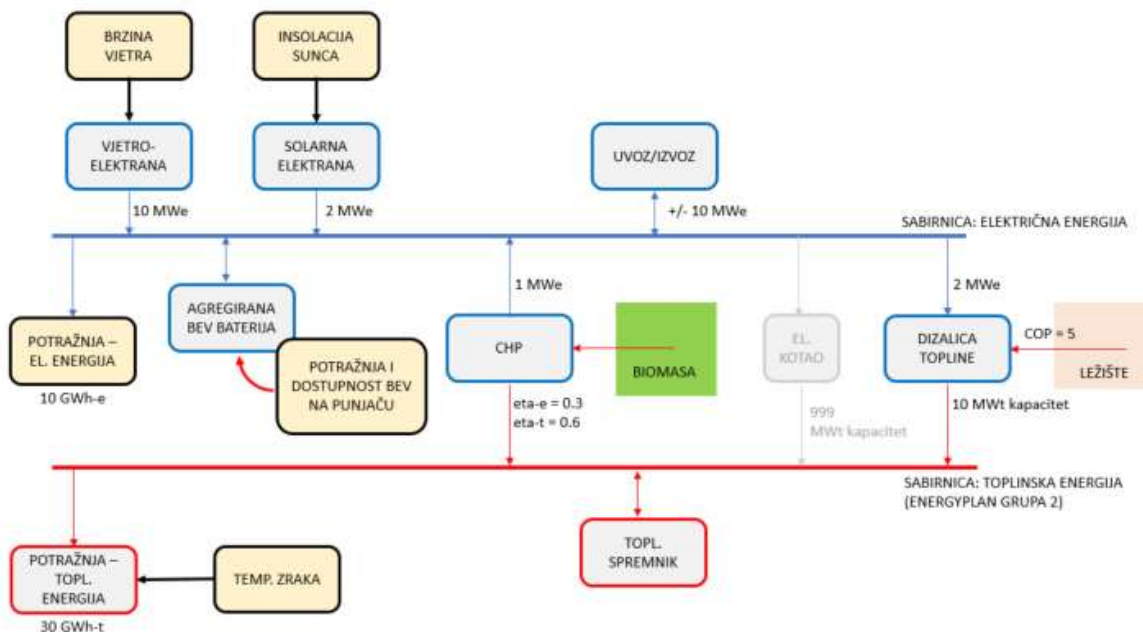 BRZINA
VJETRA
INSOLACIJA
SUNCA
VJETRO-
ELEKTRANA
SOLARNA
ELEKTRANA
UVOZ/IZVOZ
10 MWe
2 MWe
+/- 10 MWe
SABIRNICA: ELEKTRIČNA ENERGIJA
1 MWe
2 MWe
AGREGIRANA
BEV BATERIJA
POTRAŽNJA –
EL. ENERGIJA
10 GWh-e
POTRAŽNJA I
DOSTUPNOST BEV
NA PUNJAČU
CHP
BIOMASA
EL.
KOTAO
DIZALICA
TOPLINE
COP = 5
LEŽIŠTE
eta-e = 0.3
eta-t = 0.6
999
MWt kapacitet
10 MWt kapacitet
SABIRNICA: TOPLINSKA ENERGIJA
(ENERGYPLAN GRUPA 2)
POTRAŽNJA –
TOPL.
ENERGIJA
30 GWh-t
TEMP. ZRAKA
TOPL.
SPREMNIK